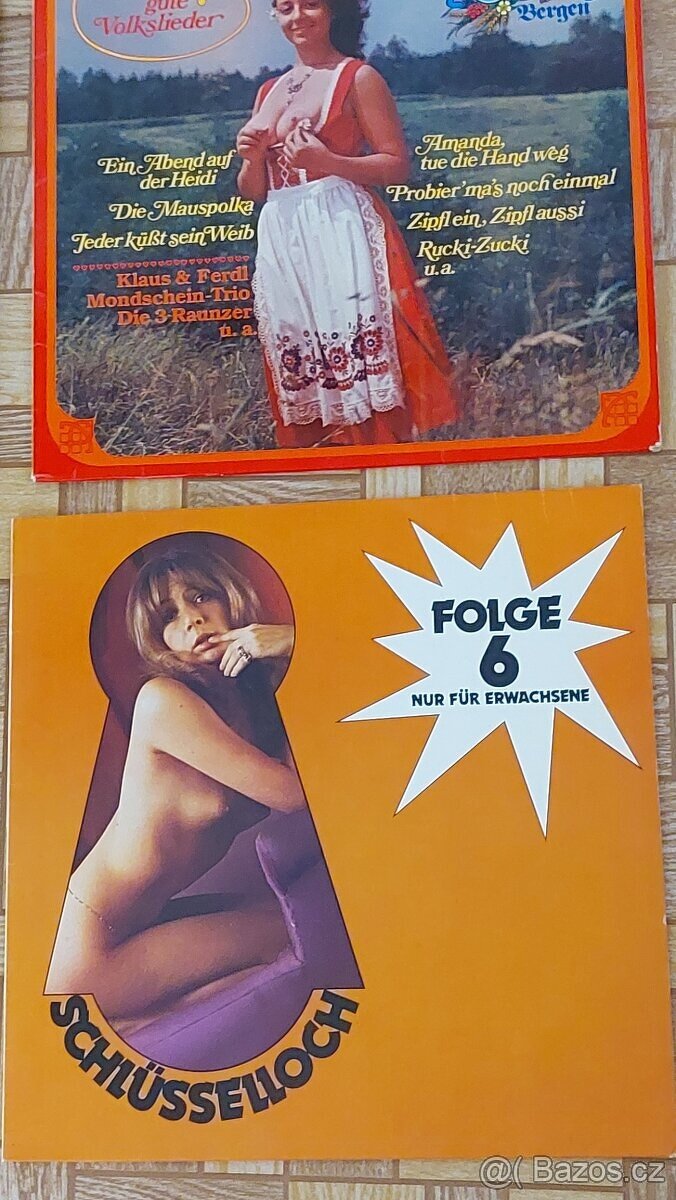 gute
Volkslieder
Bergen
Ein Abend auf
der Heidi
Die Mauspolka
Jeder küßt sein Weib
Klaus & Ferdl
Mondschein-Trio
Die 3-Raunzer
u. a.
Amanda,
tue die Hand weg
Probier'ma's noch einmal
Zipfl ein, Zipfl aussi
Rucki-Zucki
u.a.
FOLGE
6
NUR FÜR ERWACHSENE
SCHLÜSSELLOCH
@( Bazos.cz